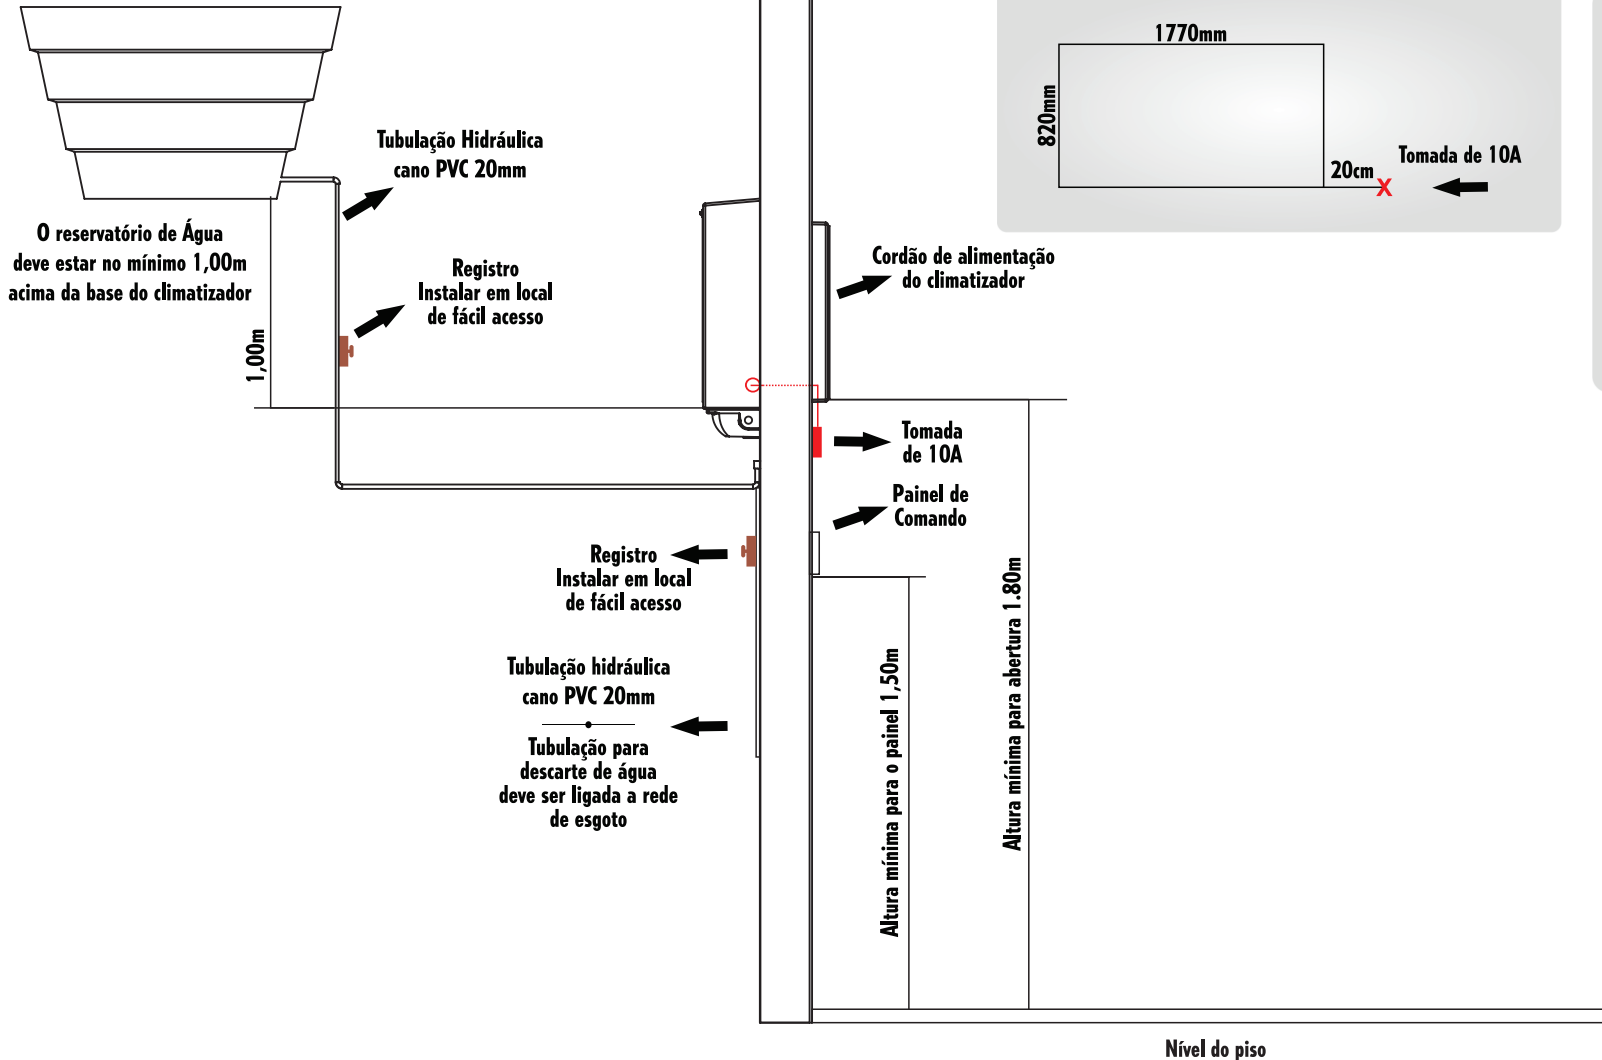 1770mm
820mm
20cm
Tomada de 10A
X
Tubulação Hidráulica
cano PVC 20mm
O reservatório de Água
deve estar no mínimo 1,00m
acima da base do climatizador
Registro
Instalar em local
de fácil acesso
1,00m
Cordão de alimentação
do climatizador
Tomada
de 10A
Painel de
Comando
Registro
Instalar em local
de fácil acesso
Tubulação hidráulica
cano PVC 20mm
Tubulação para
descarte de água
deve ser ligada a rede
de esgoto
Altura mínima para o painel 1,50m
Altura mínima para abertura 1.80m
Nível do piso